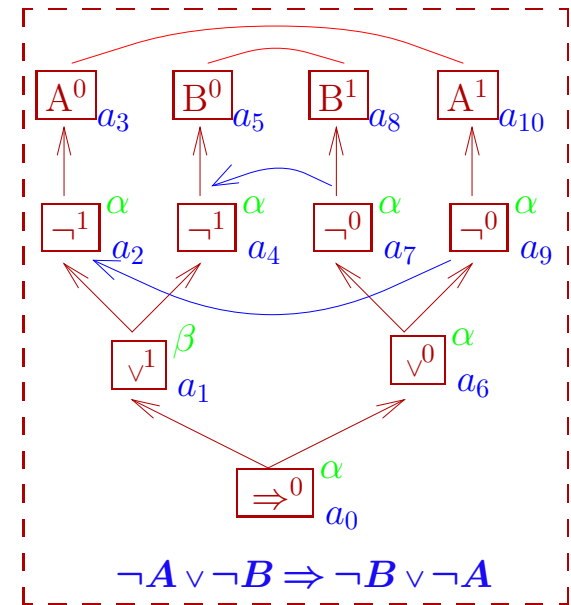 A⁰ a₃ B⁰ a₅ B¹ a₈ A¹ a₁₀
¬¹ α a₂ ¬¹ α a₄ ¬⁰ α a₇ ¬⁰ α a₉
∨¹ β a₁ ∨⁰ α a₆
⇒⁰ α a₀
¬A ∨ ¬B ⇒ ¬B ∨ ¬A